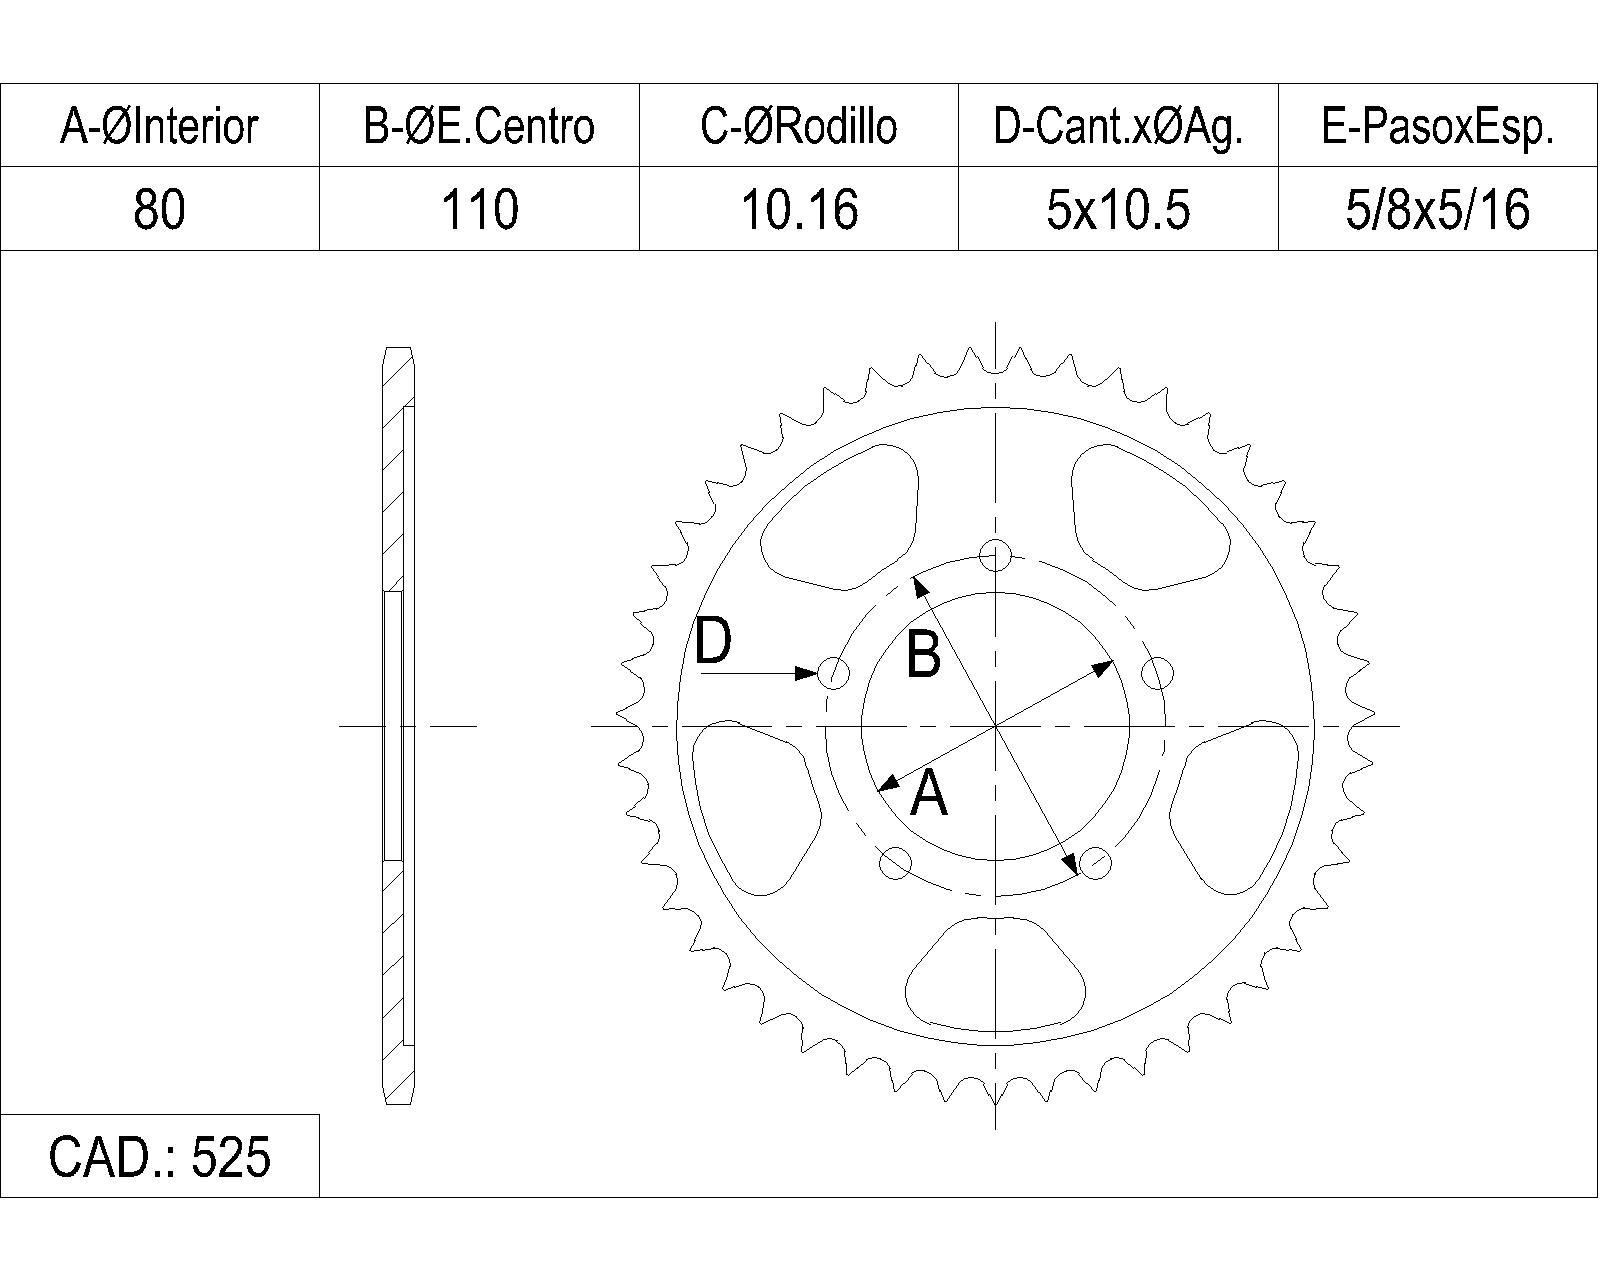 A-ØInterior B-ØE.Centro C-ØRodillo D-Cant.xØAg. E-PasoxEsp.
80 110 10.16 5x10.5 5/8x5/16
D
B
A
CAD.: 525